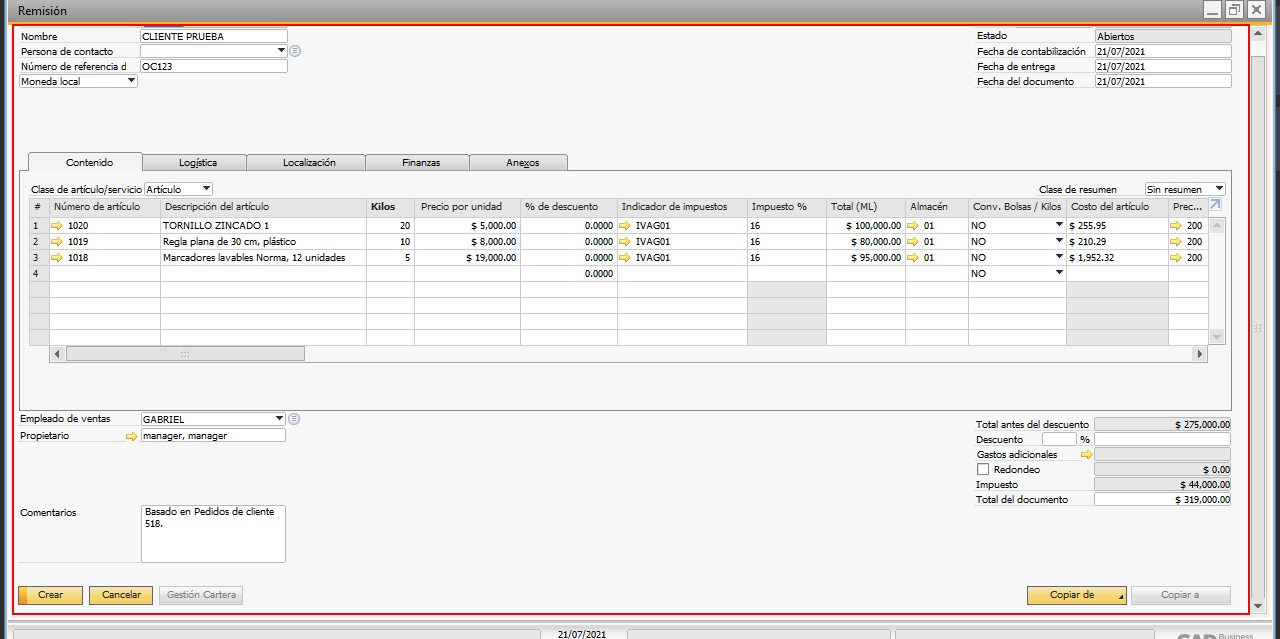 Remisión
Nombre CLIENTE PRUEBA
Persona de contacto
Número de referencia d OC123
Moneda local
Estado Abiertos
Fecha de contabilización 21/07/2021
Fecha de entrega 21/07/2021
Fecha del documento 21/07/2021
Contenido Logística Localización Finanzas Anexos
Clase de artículo/servicio Artículo Clase de resumen Sin resumen
# Número de artículo Descripción del artículo Kilos Precio por unidad % de descuento Indicador de impuestos Impuesto % Total (ML) Almacén Conv. Bolsas / Kilos Costo del artículo Prec...
1 1020 TORNILLO ZINCADO 1 20 $ 5,000.00 0.0000 IVAG01 16 $ 100,000.00 01 NO $ 255.95 200
2 1019 Regla plana de 30 cm, plástico 10 $ 8,000.00 0.0000 IVAG01 16 $ 80,000.00 01 NO $ 210.29 200
3 1018 Marcadores lavables Norma, 12 unidades 5 $ 19,000.00 0.0000 IVAG01 16 $ 95,000.00 01 NO $ 1,952.32 200
4 0.0000 NO
Empleado de ventas GABRIEL
Propietario manager, manager
Total antes del descuento $ 275,000.00
Descuento %
Gastos adicionales
Redondeo $ 0.00
Impuesto $ 44,000.00
Total del documento $ 319,000.00
Comentarios Basado en Pedidos de cliente
518.
Crear Cancelar Gestión Cartera Copiar de Copiar a
21/07/2021
Business